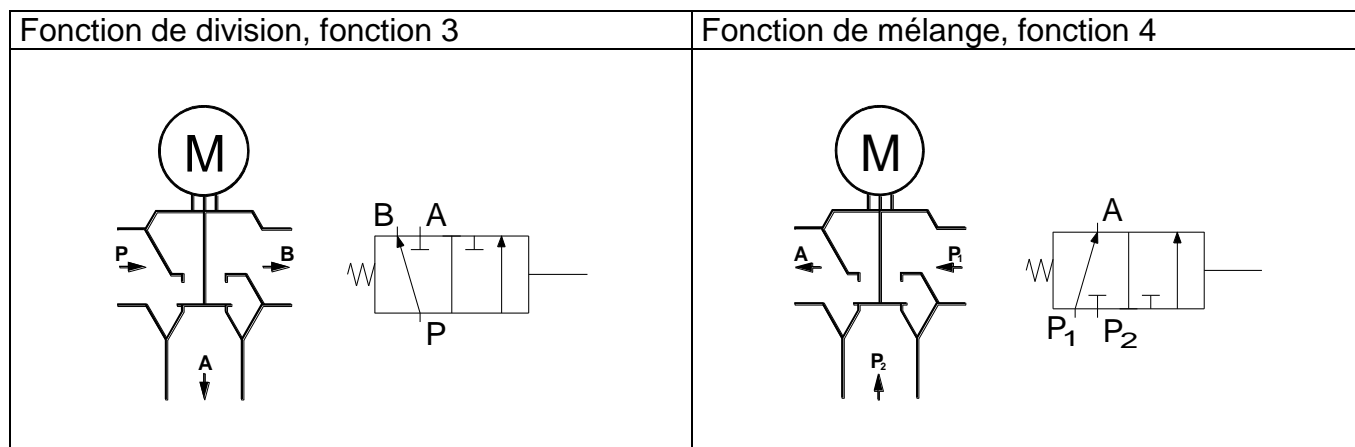 Fonction de division, fonction 3
Fonction de mélange, fonction 4
M
B A
P B
P
A
M
A
A P₁
P₁ P₂
P₂